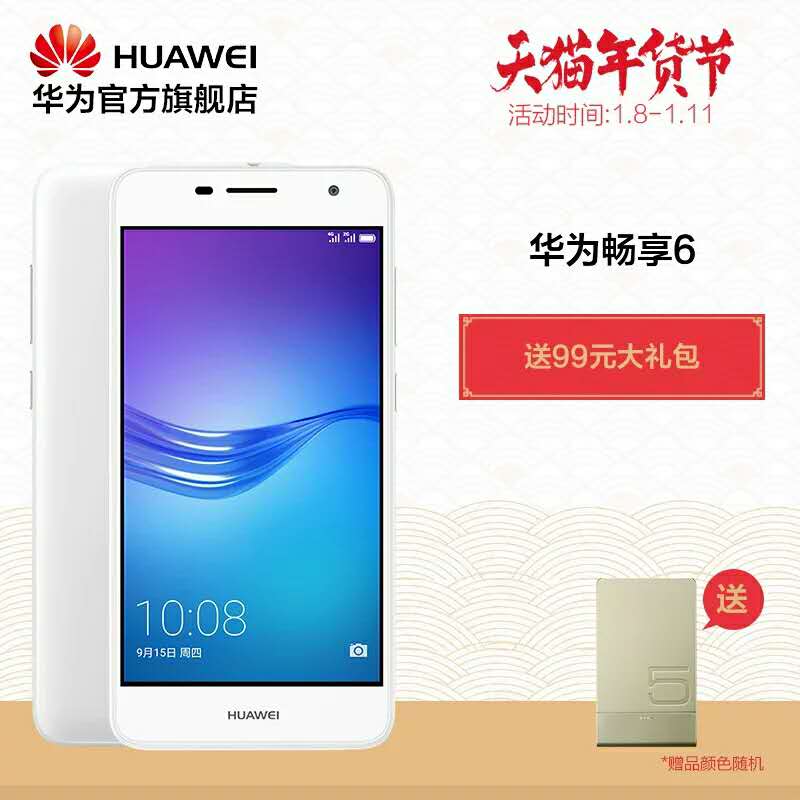 HUAWEI
华为官方旗舰店
天猫年货节
活动时间:1.8-1.11
4G 2G
华为畅享6
送99元大礼包
10:08
9月15日 周四
HUAWEI
送
5
*赠品颜色随机